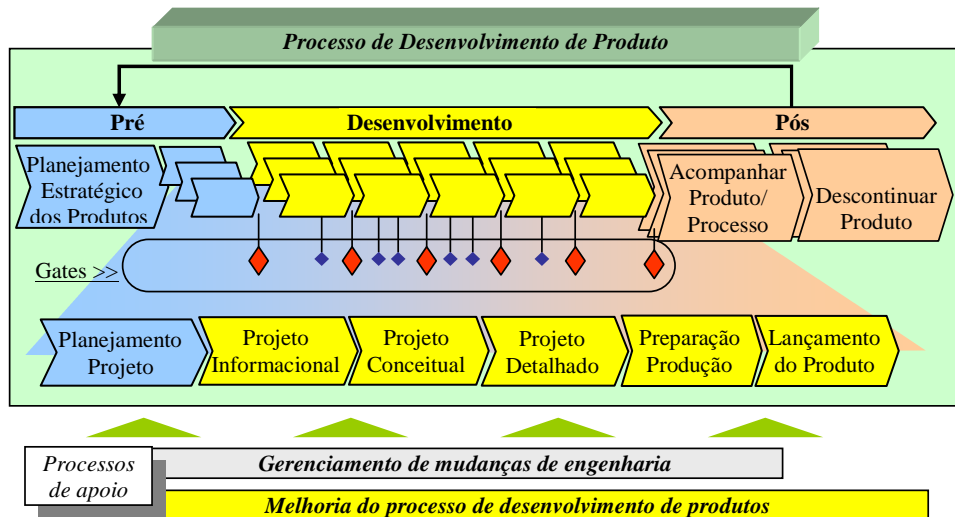 Processo de Desenvolvimento de Produto
Pré
Desenvolvimento
Pós
Planejamento
Estratégico
dos Produtos
Acompanhar
Produto/
Processo
Descontinuar
Produto
Gates >>
Planejamento
Projeto
Projeto
Informacional
Projeto
Conceitual
Projeto
Detalhado
Preparação
Produção
Lançamento
do Produto
Processos
de apoio
Gerenciamento de mudanças de engenharia
Melhoria do processo de desenvolvimento de produtos